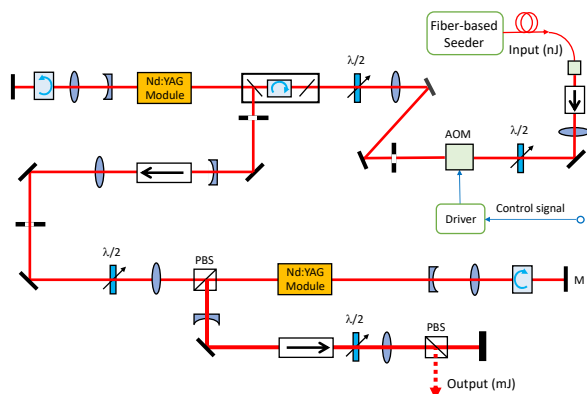 Fiber-based
Seeder
Input (nJ)
Nd:YAG
Module
λ/2
AOM
λ/2
Driver
Control signal
λ/2
PBS
Nd:YAG
Module
M
λ/2
PBS
Output (mJ)